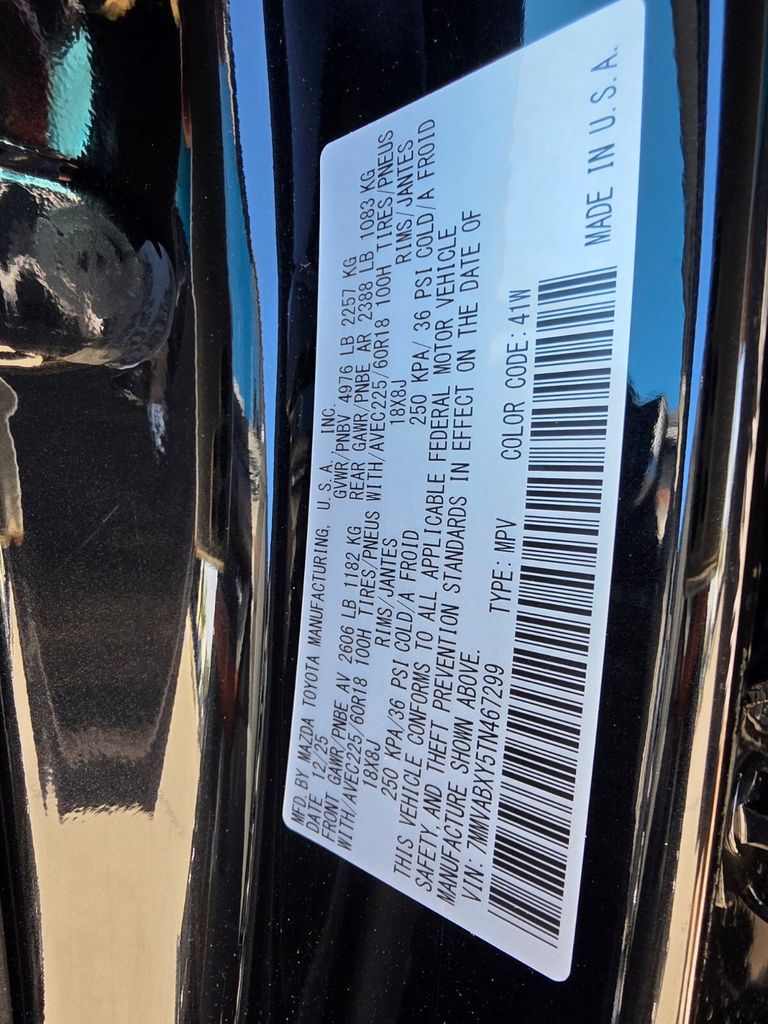 MFD. BY MAZDA TOYOTA MANUFACTURING, U.S.A., INC.
DATE 12/25 GVWR/PNBV 4976 LB 2257 KG
FRONT GAWR/PNBE AV 2606 LB 1182 KG REAR GAWR/PNBE AR 2388 LB 1083 KG
WITH/AVEC225/60R18 100H TIRES/PNEUS WITH/AVEC225/60R18 100H TIRES/PNEUS
18X8J RIMS/JANTES 18X8J RIMS/JANTES
250 KPA/36 PSI COLD/A FROID 250 KPA/ 36 PSI COLD/A FROID
THIS VEHICLE CONFORMS TO ALL APPLICABLE FEDERAL MOTOR VEHICLE
SAFETY, AND THEFT PREVENTION STANDARDS IN EFFECT ON THE DATE OF
MANUFACTURE SHOWN ABOVE.
VIN: 7MMVABXY5TN467299 TYPE: MPV COLOR CODE: 41W
MADE IN U.S.A.